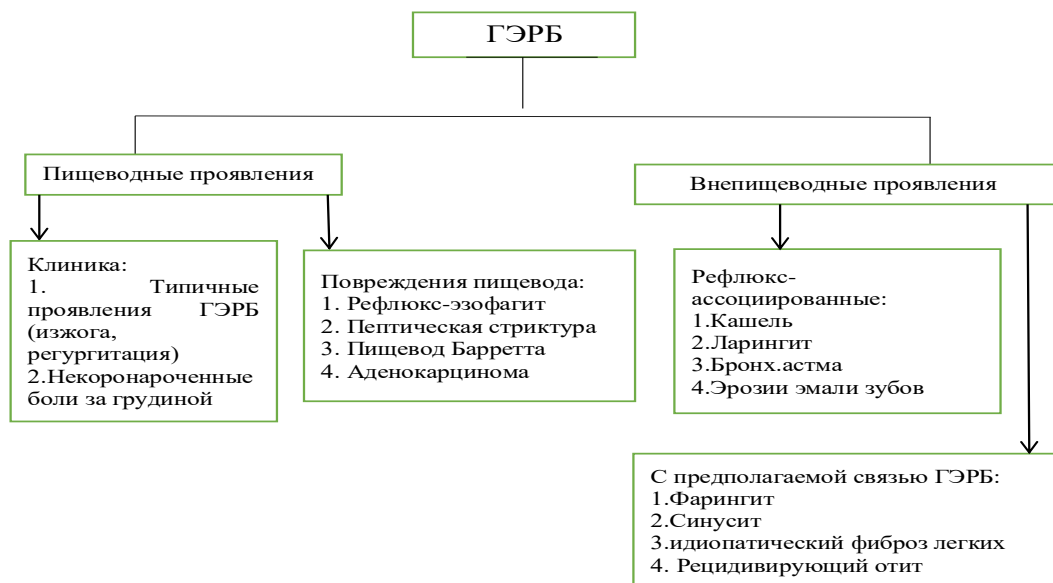 ГЭРБ
Пищеводные проявления
Внепищеводные проявления
Клиника:
1. Типичные
проявления ГЭРБ
(изжога,
регургитация)
2.Некоронароченные
боли за грудиной
Повреждения пищевода:
1. Рефлюкс-эзофагит
2. Пептическая стриктура
3. Пищевод Барретта
4. Аденокарцинома
Рефлюкс-
ассоциированные:
1.Кашель
2.Ларингит
3.Бронх.астма
4.Эрозии эмали зубов
С предполагаемой связью ГЭРБ:
1.Фарингит
2.Синусит
3.идиопатический фиброз легких
4. Рецидивирующий отит